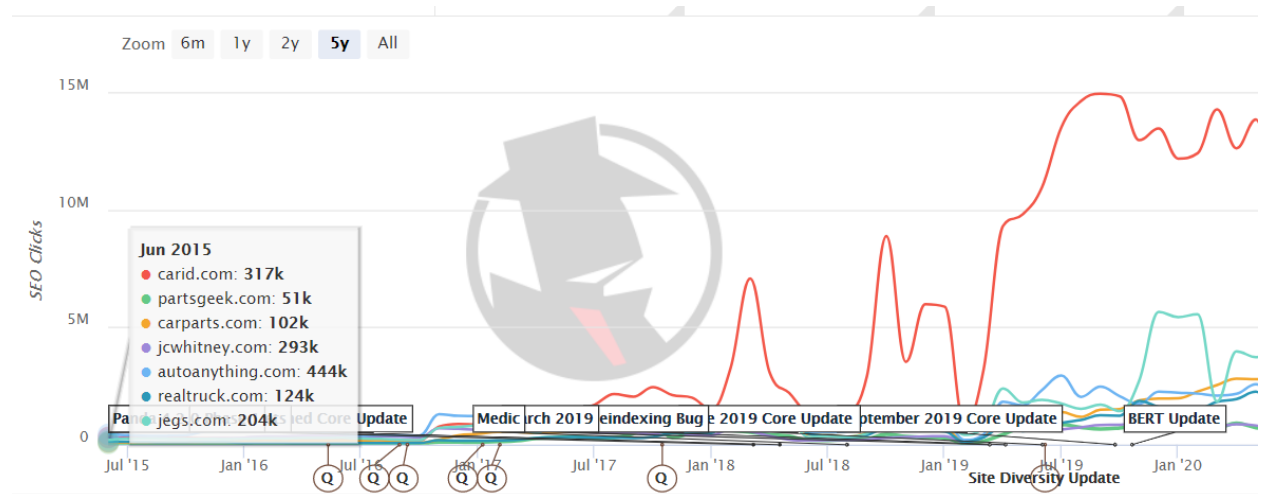 Zoom 6m 1y 2y 5y All
15M
10M
5M
0
SEO Clicks
Jun 2015
carid.com: 317k
partsgeek.com: 51k
carparts.com: 102k
jcwhitney.com: 293k
autoanything.com: 444k
realtruck.com: 124k
jegs.com: 204k
ed Core Update Medic rch 2019 eindexing Bug e 2019 Core Update ptember 2019 Core Update BERT Update
Jul '15 Jan '16 Jul '16 Jan '17 Jul '17 Jan '18 Jul '18 Jan '19 Jul '19 Jan '20
Q Q Q Q Q Q
Site Diversity Update